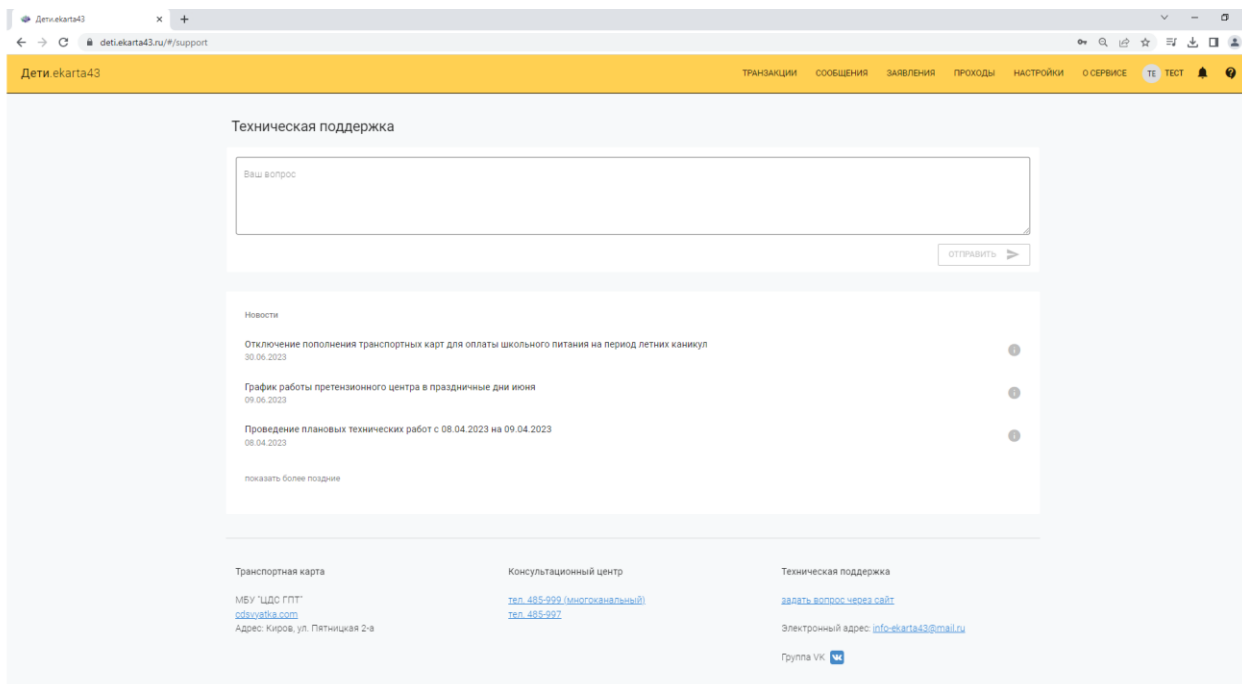 Дети.ekarta43
deti.ekarta43.ru/#/support
Дети.ekarta43
ТРАНЗАКЦИИ СООБЩЕНИЯ ЗАЯВЛЕНИЯ ПРОХОДЫ НАСТРОЙКИ О СЕРВИСЕ ТЕ ТЕСТ
Техническая поддержка
Ваш вопрос
ОТПРАВИТЬ
Новости
Отключение пополнения транспортных карт для оплаты школьного питания на период летних каникул
30.06.2023
График работы претензионного центра в праздничные дни июня
09.06.2023
Проведение плановых технических работ с 08.04.2023 на 09.04.2023
08.04.2023
показать более поздние
Транспортная карта
МБУ "ЦДС ГПТ"
cdsvyatka.com
Адрес: Киров, ул. Пятницкая 2-а
Консультационный центр
тел. 485-999 (многоканальный)
тел. 485-997
Техническая поддержка
задать вопрос через сайт
Электронный адрес: info-ekarta43@mail.ru
Группа VK